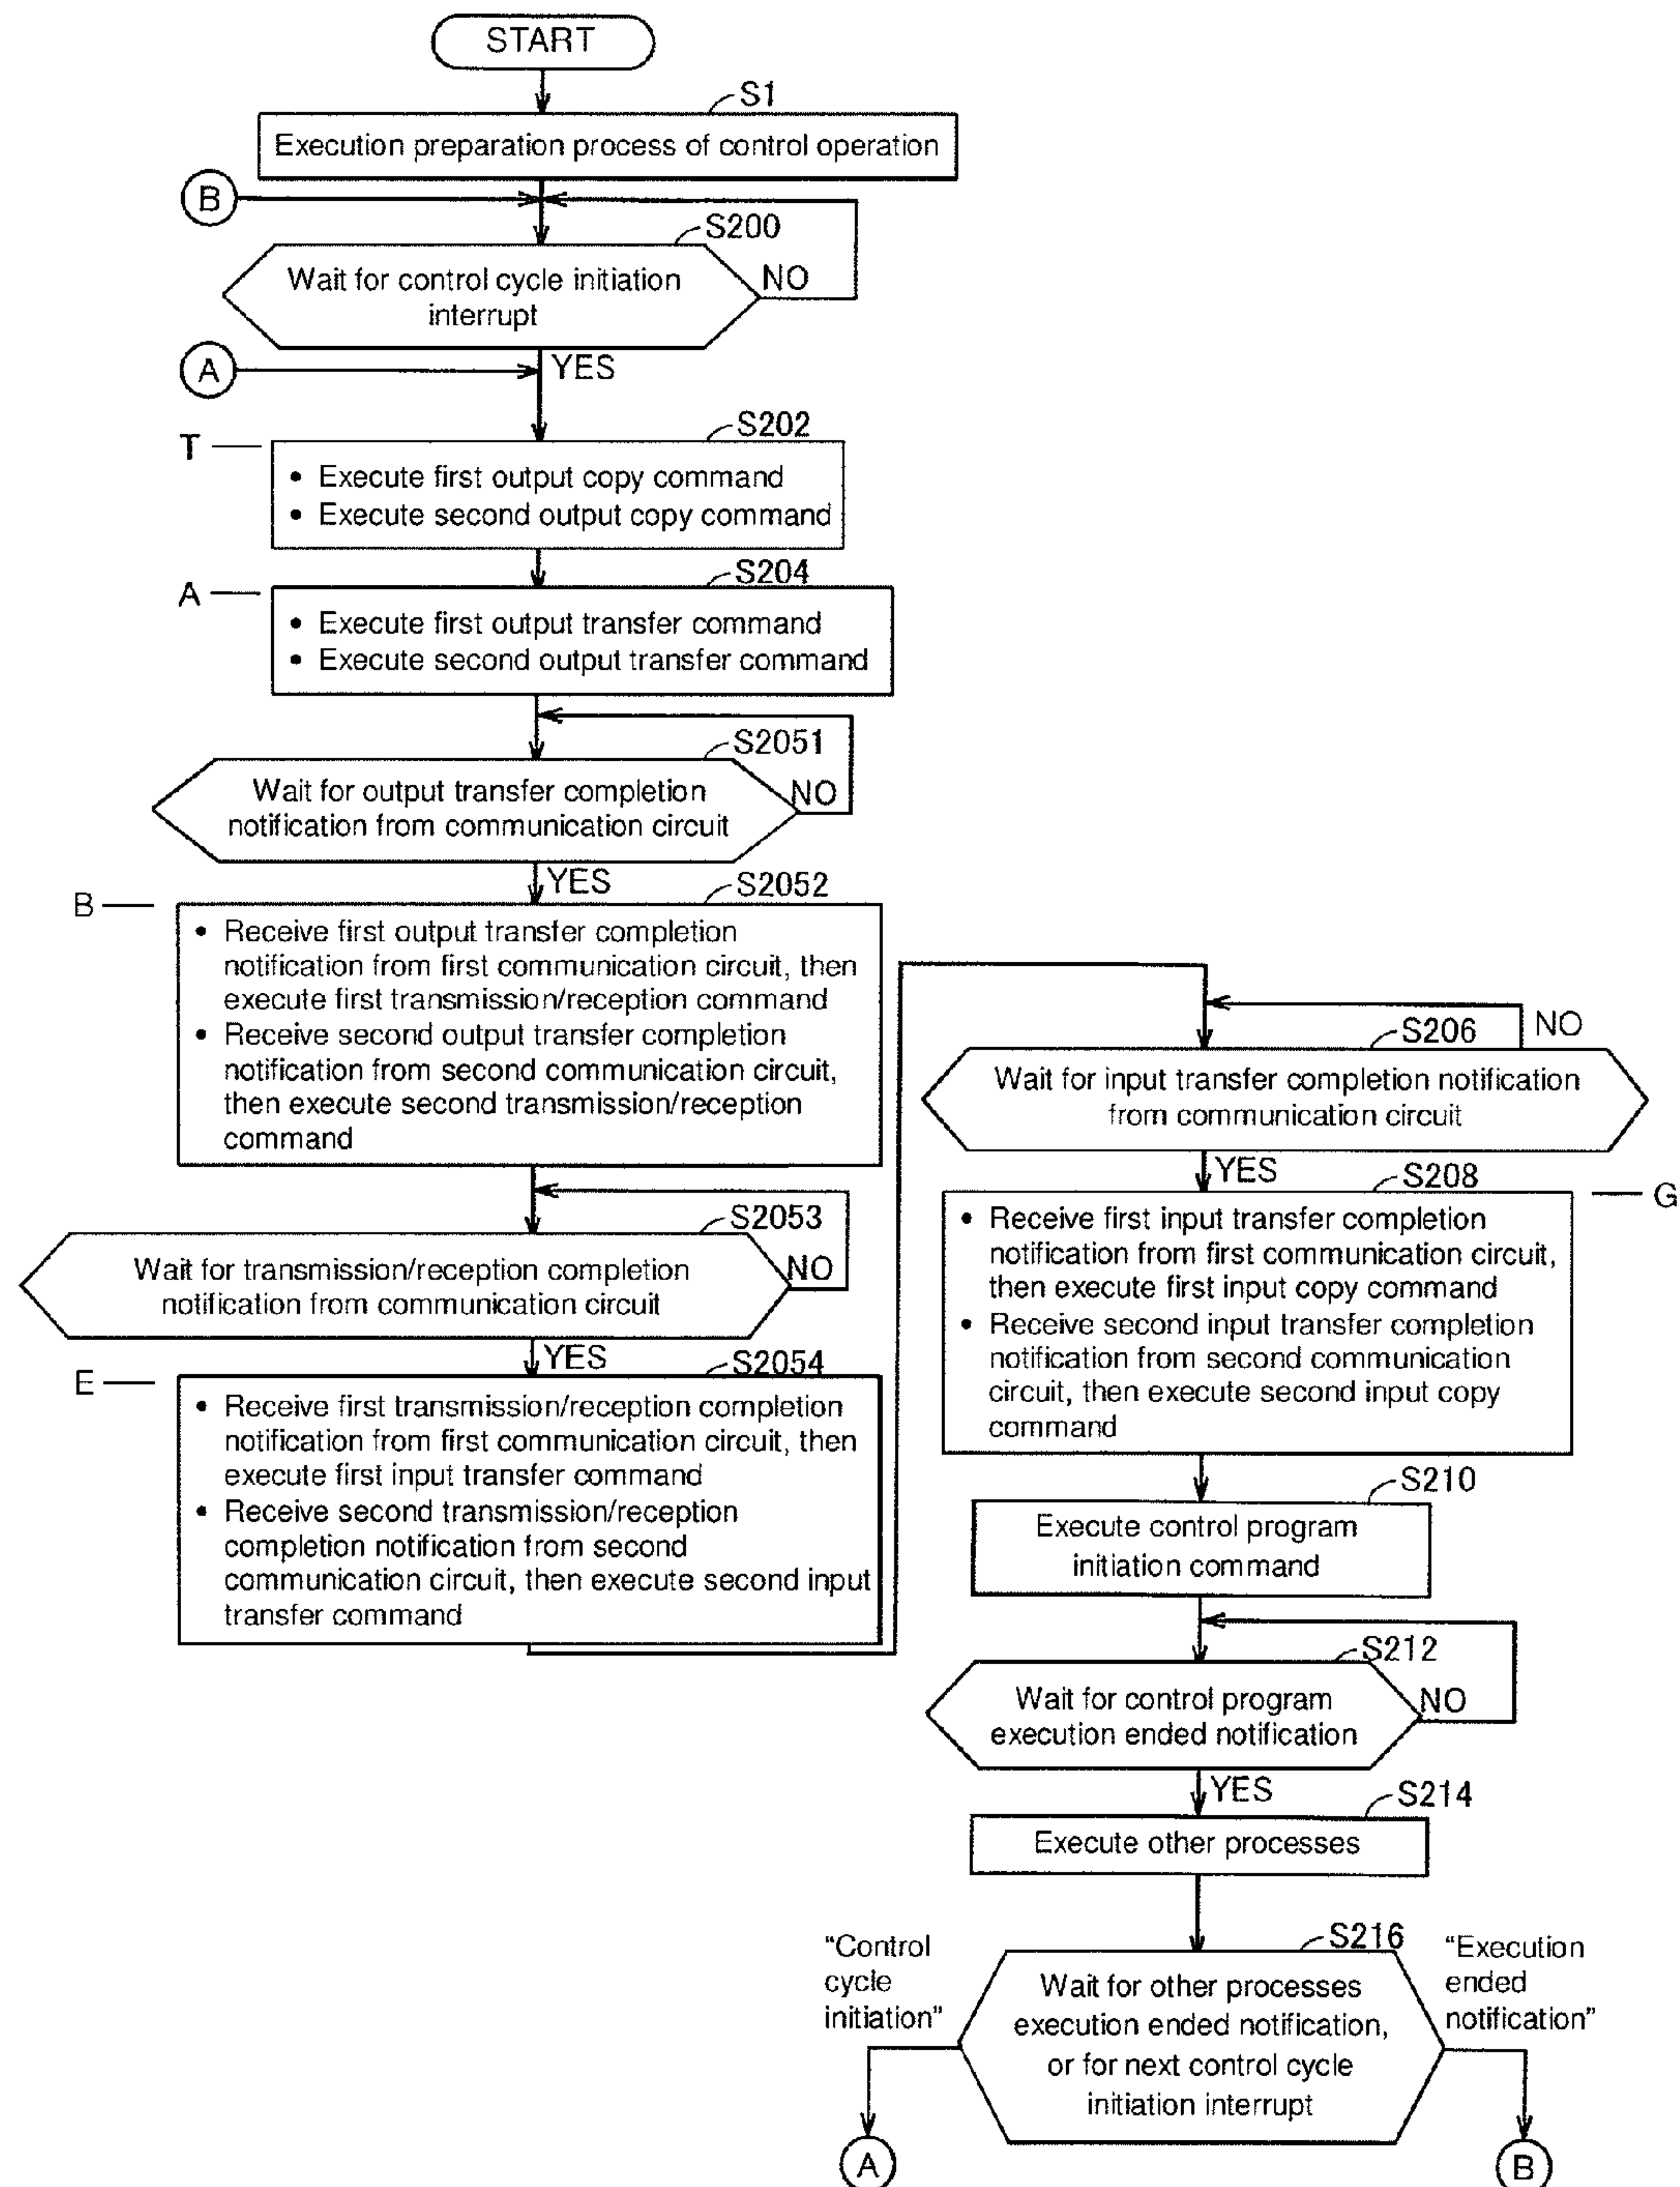 START
S1
Execution preparation process of control operation
B
S200
Wait for control cycle initiation
interrupt
NO
A
YES
T
S202
• Execute first output copy command
• Execute second output copy command
A
S204
• Execute first output transfer command
• Execute second output transfer command
S2051
Wait for output transfer completion
notification from communication circuit
NO
YES
B
S2052
• Receive first output transfer completion
notification from first communication circuit, then
execute first transmission/reception command
• Receive second output transfer completion
notification from second communication circuit,
then execute second transmission/reception
command
S2053
Wait for transmission/reception completion
notification from communication circuit
NO
YES
E
S2054
• Receive first transmission/reception completion
notification from first communication circuit, then
execute first input transfer command
• Receive second transmission/reception
completion notification from second
communication circuit, then execute second input
transfer command
S206
NO
Wait for input transfer completion notification
from communication circuit
YES
S208
G
• Receive first input transfer completion
notification from first communication circuit,
then execute first input copy command
• Receive second input transfer completion
notification from second communication
circuit, then execute second input copy
command
S210
Execute control program
initiation command
S212
Wait for control program
execution ended notification
NO
YES
S214
Execute other processes
S216
"Control
cycle
initiation"
Wait for other processes
execution ended notification,
or for next control cycle
initiation interrupt
"Execution
ended
notification"
A
B